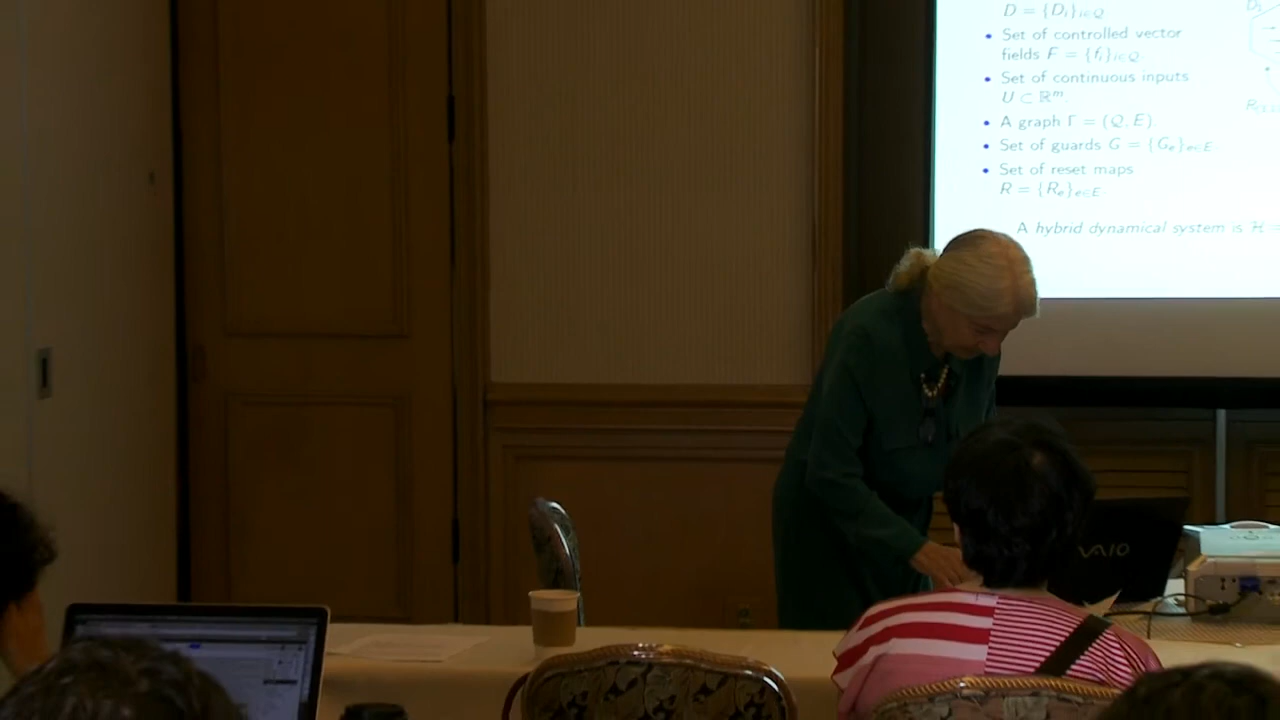 D = {D_i}_{i∈Q}
• Set of controlled vector
fields F = {f_i}_{i∈Q}
• Set of continuous inputs
U ⊂ ℝ^m.
• A graph Γ = (Q, E).
• Set of guards G = {G_e}_{e∈E}.
• Set of reset maps
R = {R_e}_{e∈E}.
A hybrid dynamical system is ℋ =
VAIO